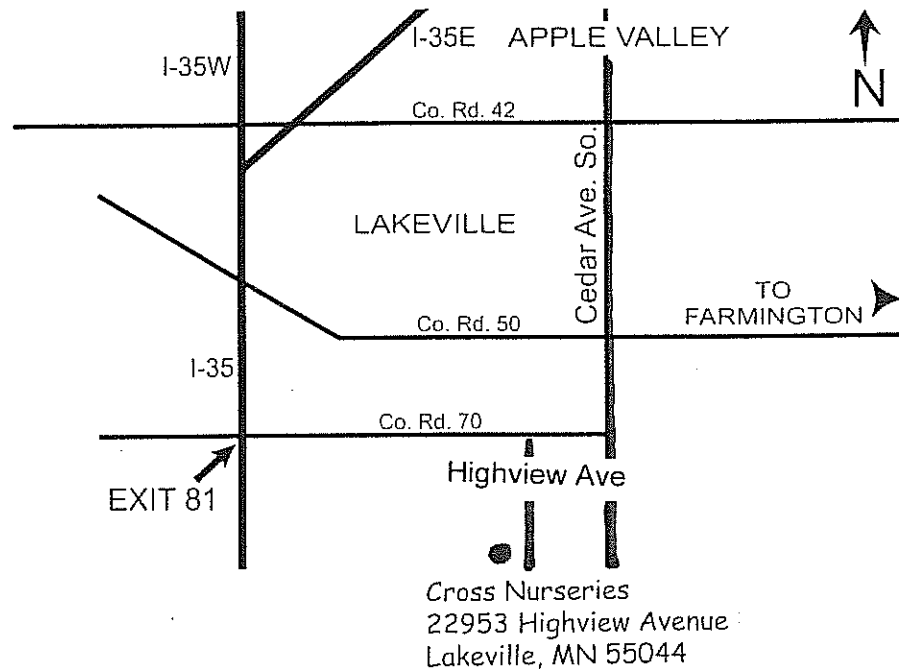 I-35E
APPLE VALLEY
I-35W
N
Co. Rd. 42
Cedar Ave. So.
LAKEVILLE
TO
FARMINGTON
Co. Rd. 50
I-35
Co. Rd. 70
Highview Ave
EXIT 81
Cross Nurseries
22953 Highview Avenue
Lakeville, MN 55044